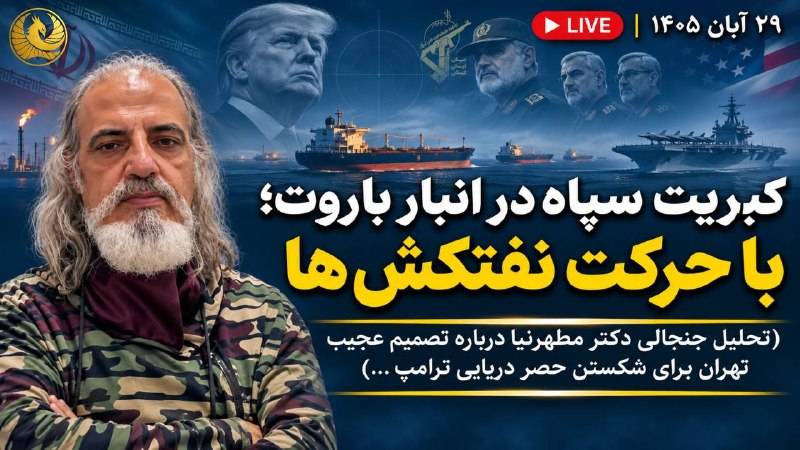 LIVE | ۲۹ آبان ۱۴۰۵
کبریت سپاه در انبار باروت؛
با حرکت نفتکش‌ها
(تحلیل جنجالی دکتر مطهرنیا درباره تصمیم عجیب
تهران برای شکستن حصر دریایی ترامپ ...)